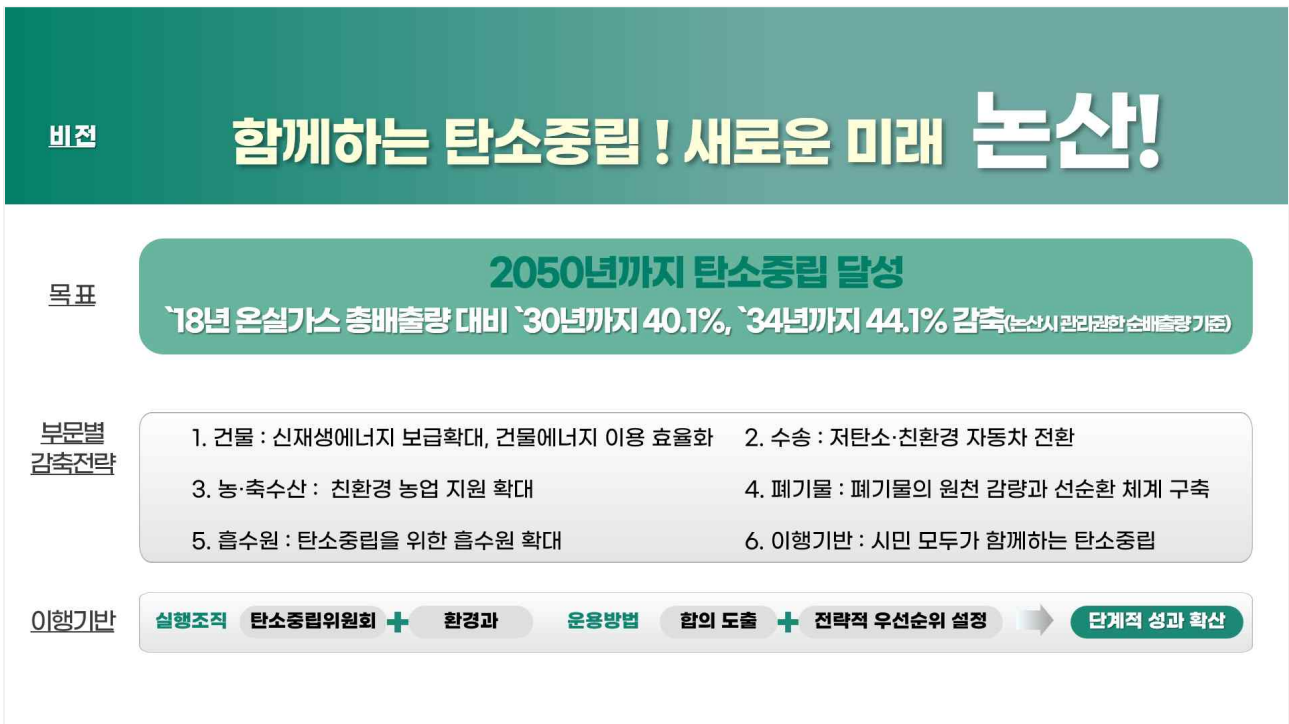 비전
함께하는 탄소중립 ! 새로운 미래 논산!
목표
2050년까지 탄소중립 달성
`18년 온실가스 총배출량 대비 `30년까지 40.1%, `34년까지 44.1% 감축(논산시 관리권한 순배출량 기준)
부문별
감축전략
1. 건물 : 신재생에너지 보급확대, 건물에너지 이용 효율화 2. 수송 : 저탄소·친환경 자동차 전환
3. 농·축수산 : 친환경 농업 지원 확대 4. 폐기물 : 폐기물의 원천 감량과 선순환 체계 구축
5. 흡수원 : 탄소중립을 위한 흡수원 확대 6. 이행기반 : 시민 모두가 함께하는 탄소중립
이행기반
실행조직 탄소중립위원회 + 환경과 운용방법 합의 도출 + 전략적 우선순위 설정 단계적 성과 확산